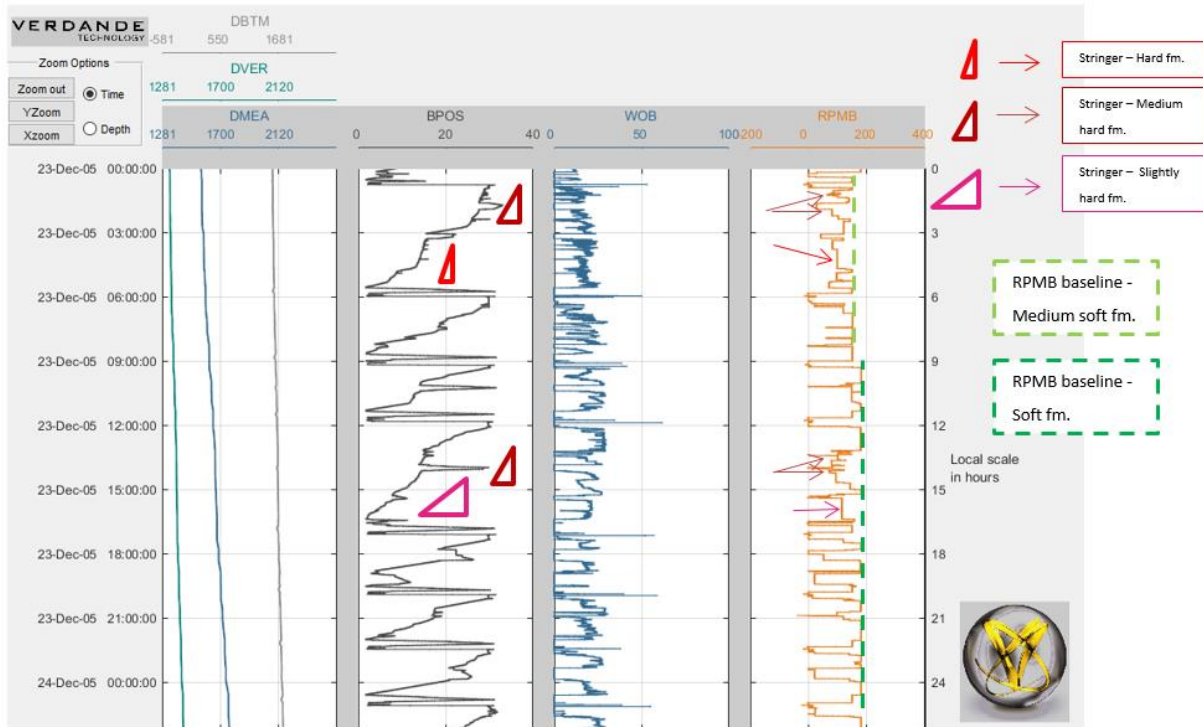 VERDANDE
TECHNOLOGY
Zoom Options
Zoom out
YZoom
Xzoom
Time
Depth
DBTM
-581 550 1681
DVER
1281 1700 2120
DMEA
1281 1700 2120
BPOS
0 20 40
WOB
0 50 100
RPMB
-200 0 200 400
23-Dec-05 00:00:00 0
23-Dec-05 03:00:00 3
23-Dec-05 06:00:00 6
23-Dec-05 09:00:00 9
23-Dec-05 12:00:00 12
23-Dec-05 15:00:00 15
23-Dec-05 18:00:00 18
23-Dec-05 21:00:00 21
24-Dec-05 00:00:00 24
Local scale
in hours
Stringer – Hard fm.
Stringer – Medium
hard fm.
Stringer – Slightly
hard fm.
RPMB baseline -
Medium soft fm.
RPMB baseline -
Soft fm.